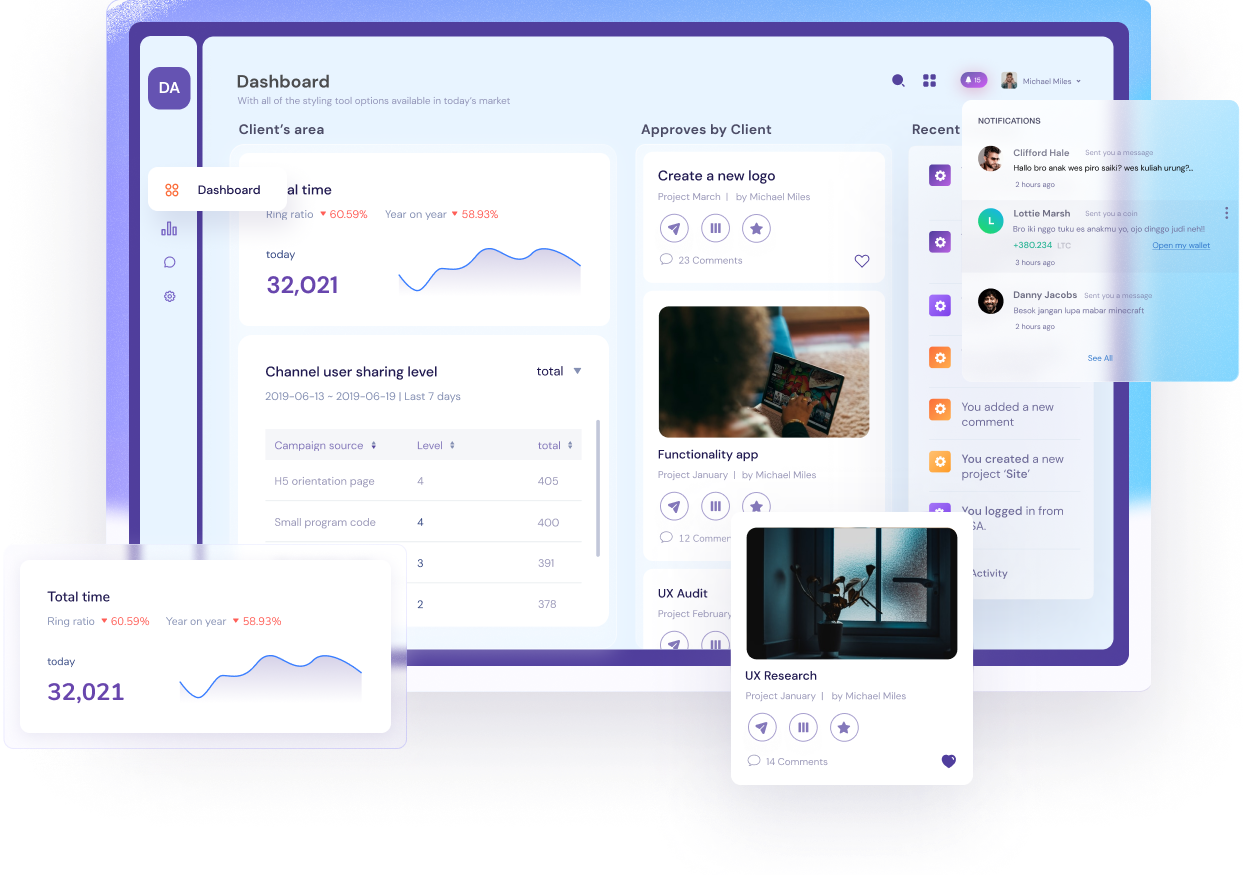 DA
Dashboard
With all of the styling tool options available in today's market
15
Michael Miles
Client's area
Approves by Client
Recent
Dashboard
al time
Ring ratio 60.59% Year on year 58.93%
today
32,021
Channel user sharing level
total
2019-06-13 ~ 2019-06-19 | Last 7 days
Campaign source Level total
H5 orientation page 4 405
Small program code 4 400
3 391
2 378
Create a new logo
Project March | by Michael Miles
23 Comments
Functionality app
Project January | by Michael Miles
12 Commen
UX Audit
Project February
NOTIFICATIONS
Clifford Hale Sent you a message
Hallo bro anak wes piro saiki? wes kuliah urung?...
2 hours ago
L
Lottie Marsh Sent you a coin
Bro iki nggo tuku es anakmu yo, ojo dinggo judi neh!!
+380.234 LTC Open my wallet
3 hours ago
Danny Jacobs Sent you a message
Besok jangan lupa mabar minecraft
2 hours ago
See All
You added a new
comment
You created a new
project 'Site'
You logged in from
SA.
Activity
Total time
Ring ratio 60.59% Year on year 58.93%
today
32,021
UX Research
Project January | by Michael Miles
14 Comments